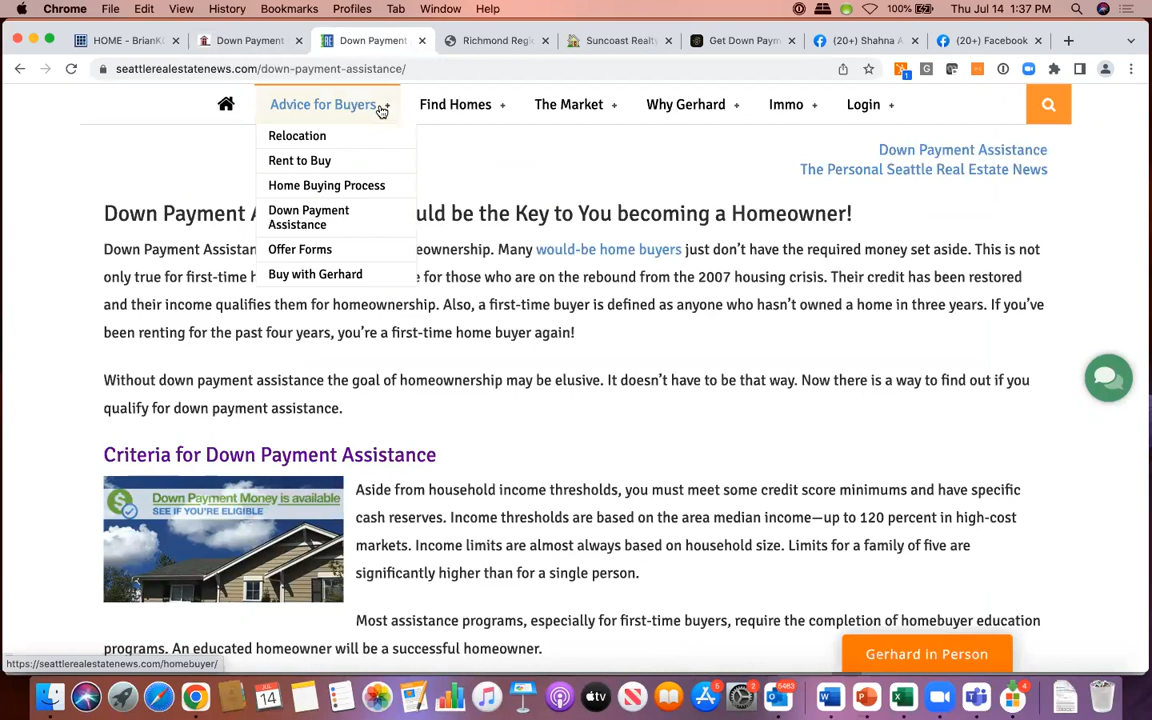 Chrome File Edit View History Bookmarks Profiles Tab Window Help 100% Thu Jul 14 1:37 PM
HOME - BrianK Down Payment Down Payment Richmond Regi Suncoast Realty Get Down Paym (20+) Shahna A (20+) Facebook
seattlerealestatenews.com/down-payment-assistance/
Advice for Buyers + Find Homes + The Market + Why Gerhard + Immo + Login +
Relocation
Rent to Buy
Home Buying Process
Down Payment
Assistance
Offer Forms
Buy with Gerhard
Down Payment Assistance
The Personal Seattle Real Estate News
Down Payment A ould be the Key to You becoming a Homeowner!
Down Payment Assistan eownership. Many would-be home buyers just don’t have the required money set aside. This is not
only true for first-time h e for those who are on the rebound from the 2007 housing crisis. Their credit has been restored
and their income qualifies them for homeownership. Also, a first-time buyer is defined as anyone who hasn’t owned a home in three years. If you’ve
been renting for the past four years, you’re a first-time home buyer again!
Without down payment assistance the goal of homeownership may be elusive. It doesn’t have to be that way. Now there is a way to find out if you
qualify for down payment assistance.
Criteria for Down Payment Assistance
Down Payment Money is available
SEE IF YOU'RE ELIGIBLE
Aside from household income thresholds, you must meet some credit score minimums and have specific
cash reserves. Income thresholds are based on the area median income—up to 120 percent in high-cost
markets. Income limits are almost always based on household size. Limits for a family of five are
significantly higher than for a single person.
Most assistance programs, especially for first-time buyers, require the completion of homebuyer education
programs. An educated homeowner will be a successful homeowner.
Gerhard in Person
https://seattlerealestatenews.com/homebuyer/